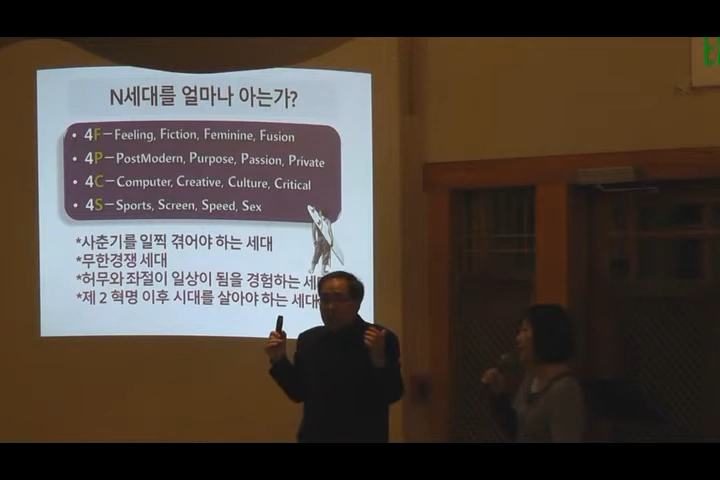 N세대를 얼마나 아는가?
• 4F－Feeling, Fiction, Feminine, Fusion
• 4P－PostModern, Purpose, Passion, Private
• 4C－Computer, Creative, Culture, Critical
• 4S－Sports, Screen, Speed, Sex
*사춘기를 일찍 겪어야 하는 세대
*무한경쟁 세대
*허무와 좌절이 일상이 됨을 경험하는
*제 2 혁명 이후 시대를 살아야 하는 세대